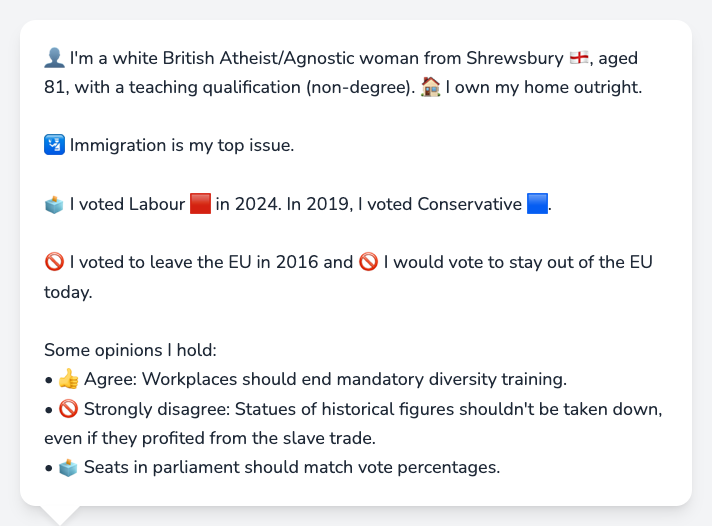 👤 I'm a white British Atheist/Agnostic woman from Shrewsbury 🏴󠁧󠁢󠁥󠁮󠁧󠁿, aged
81, with a teaching qualification (non-degree). 🏠 I own my home outright.
🛂 Immigration is my top issue.
🗳️ I voted Labour 🟥 in 2024. In 2019, I voted Conservative 🟦.
🚫 I voted to leave the EU in 2016 and 🚫 I would vote to stay out of the EU
today.
Some opinions I hold:
• 👍 Agree: Workplaces should end mandatory diversity training.
• 🚫 Strongly disagree: Statues of historical figures shouldn't be taken down,
even if they profited from the slave trade.
• 🗳️ Seats in parliament should match vote percentages.